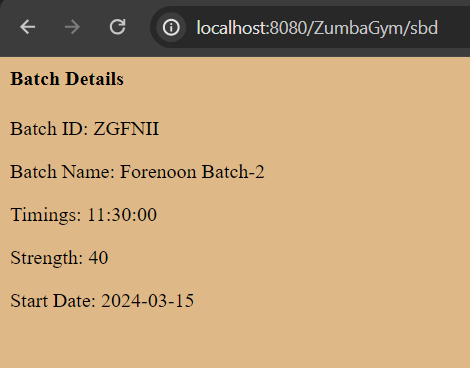 localhost:8080/ZumbaGym/sbd
Batch Details
Batch ID: ZGFNII
Batch Name: Forenoon Batch-2
Timings: 11:30:00
Strength: 40
Start Date: 2024-03-15